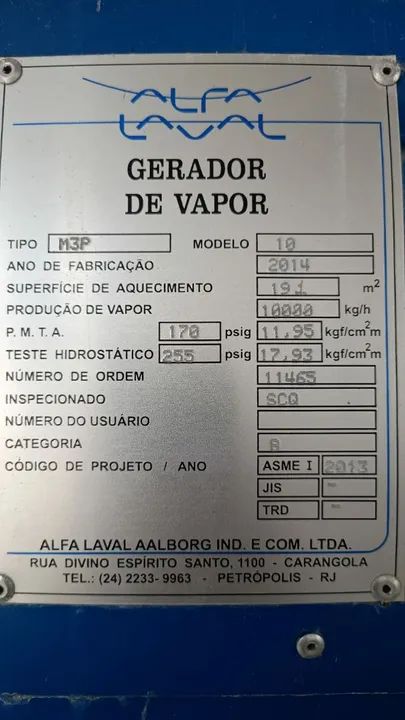 ALFA
LAVAL
GERADOR
DE VAPOR
TIPO M3P MODELO 10
ANO DE FABRICAÇÃO 2014
SUPERFÍCIE DE AQUECIMENTO 191 m²
PRODUÇÃO DE VAPOR 10000 kg/h
P. M. T. A. 170 psig 11,95 kgf/cm²m
TESTE HIDROSTÁTICO 255 psig 17,93 kgf/cm²m
NÚMERO DE ORDEM 11465
INSPECIONADO SCQ
NÚMERO DO USUÁRIO
CATEGORIA B
CÓDIGO DE PROJETO / ANO ASME I 2013
JIS -
TRD -
ALFA LAVAL AALBORG IND. E COM. LTDA.
RUA DIVINO ESPÍRITO SANTO, 1100 - CARANGOLA
TEL.: (24) 2233-9963 - PETRÓPOLIS - RJ